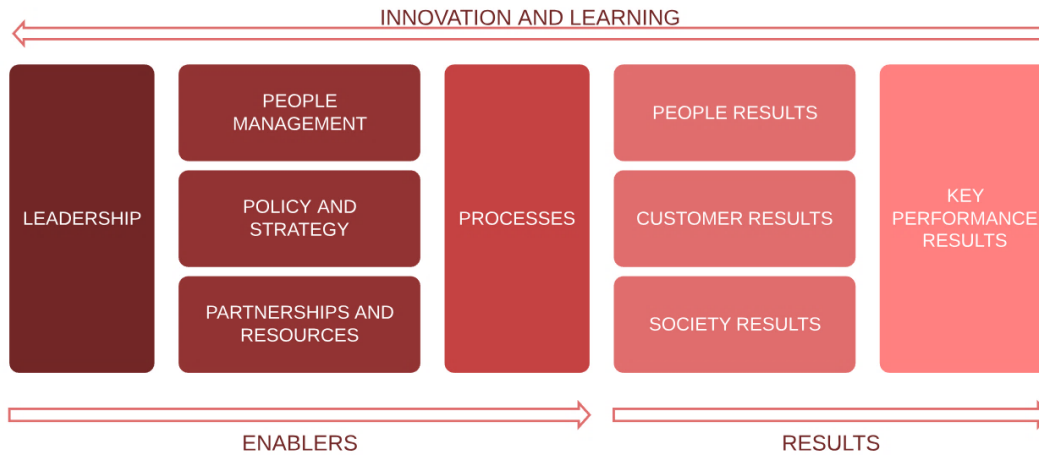 INNOVATION AND LEARNING
LEADERSHIP
PEOPLE
MANAGEMENT
POLICY AND
STRATEGY
PARTNERSHIPS AND
RESOURCES
PROCESSES
PEOPLE RESULTS
CUSTOMER RESULTS
SOCIETY RESULTS
KEY
PERFORMANCE
RESULTS
ENABLERS
RESULTS